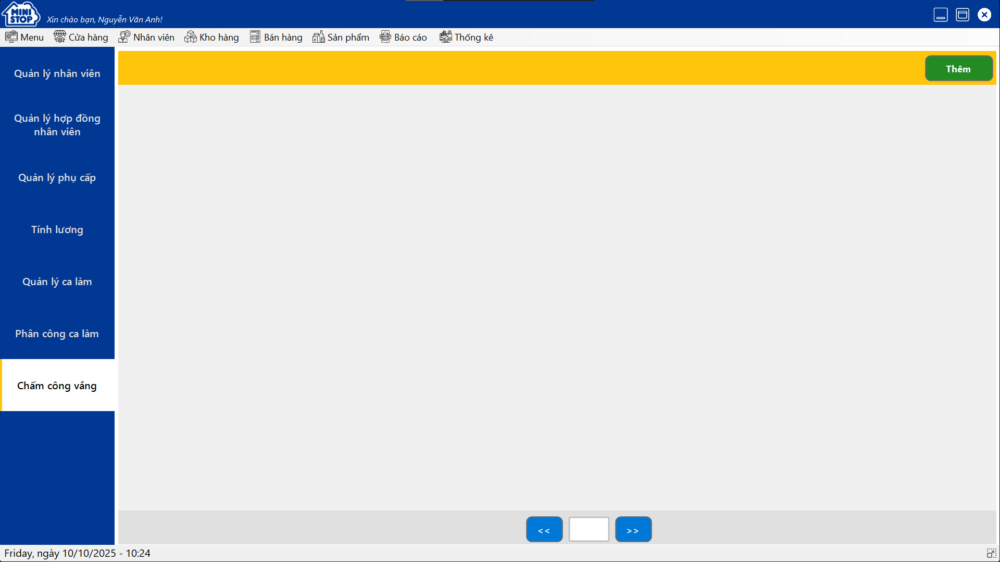 MINI
STOP
Xin chào bạn, Nguyễn Văn Anh!
Menu Cửa hàng Nhân viên Kho hàng Bán hàng Sản phẩm Báo cáo Thống kê
Thêm
Quản lý nhân viên
Quản lý hợp đồng
nhân viên
Quản lý phụ cấp
Tính lương
Quản lý ca làm
Phân công ca làm
Chấm công vắng
<< >>
Friday, ngày 10/10/2025 - 10:24